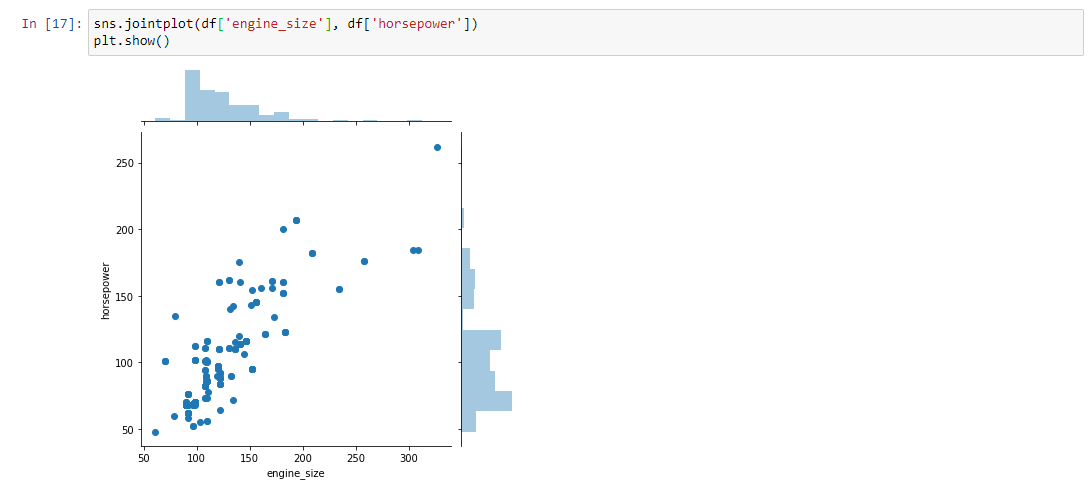 In [17]: sns.jointplot(df['engine_size'], df['horsepower'])
plt.show()
250
200
150
100
50
horsepower
50 100 150 200 250 300
engine_size